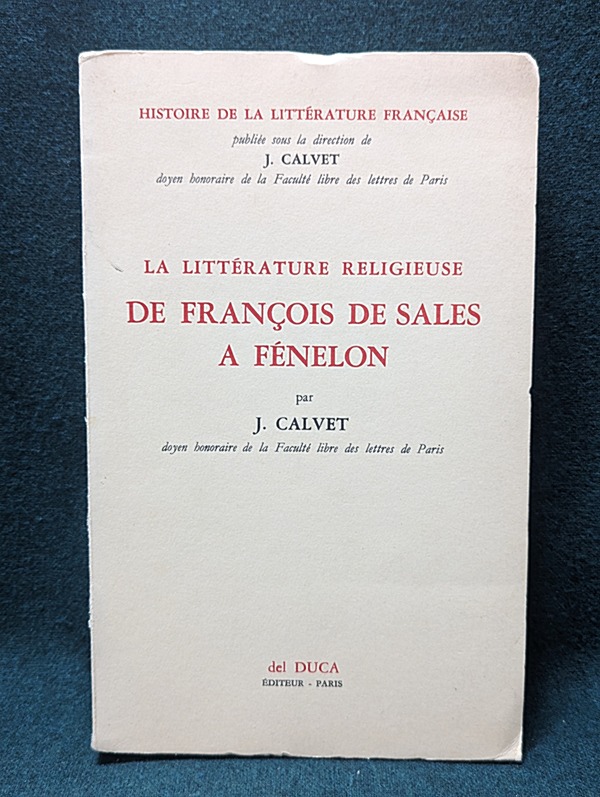 HISTOIRE DE LA LITTÉRATURE FRANÇAISE
publiée sous la direction de
J. CALVET
doyen honoraire de la Faculté libre des lettres de Paris
LA LITTÉRATURE RELIGIEUSE
DE FRANÇOIS DE SALES
A FÉNELON
par
J. CALVET
doyen honoraire de la Faculté libre des lettres de Paris
del DUCA
ÉDITEUR - PARIS